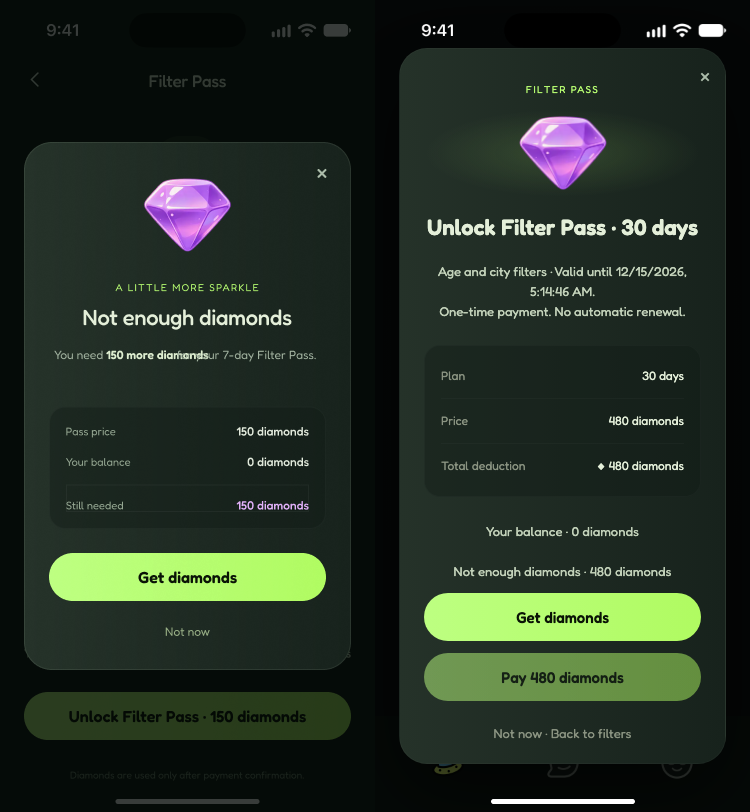 9:41
Filter Pass
A LITTLE MORE SPARKLE
Not enough diamonds
You need 150 more diamonds your 7-day Filter Pass.
Pass price 150 diamonds
Your balance 0 diamonds
Still needed 150 diamonds
Get diamonds
Not now
Unlock Filter Pass · 150 diamonds
Diamonds are used only after payment confirmation.
9:41
FILTER PASS
Unlock Filter Pass · 30 days
Age and city filters · Valid until 12/15/2026,
5:14:46 AM.
One-time payment. No automatic renewal.
Plan 30 days
Price 480 diamonds
Total deduction ◆ 480 diamonds
Your balance · 0 diamonds
Not enough diamonds · 480 diamonds
Get diamonds
Pay 480 diamonds
Not now · Back to filters